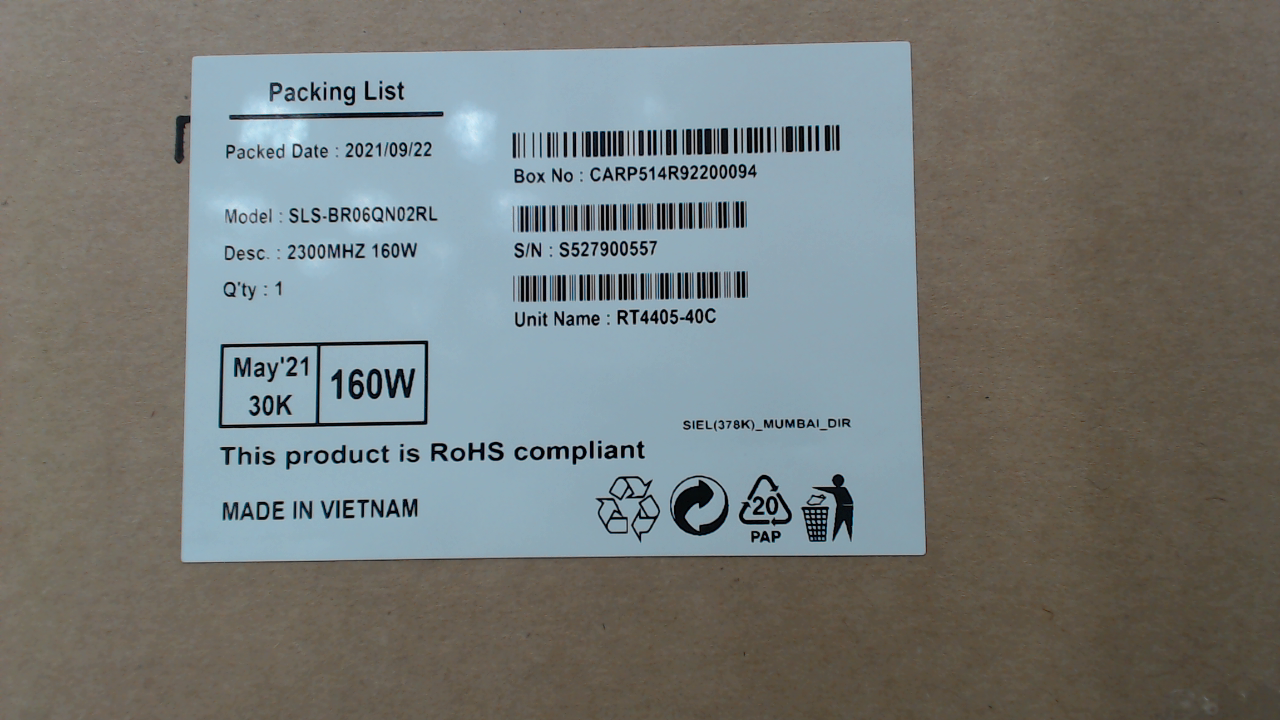 Packing List
Packed Date : 2021/09/22
Box No : CARP514R92200094
Model : SLS-BR06QN02RL
S/N : S527900557
Desc. : 2300MHZ 160W
Q'ty : 1
Unit Name : RT4405-40C
May'21
30K
160W
SIEL(378K)_MUMBAI_DIR
This product is RoHS compliant
MADE IN VIETNAM
20
PAP